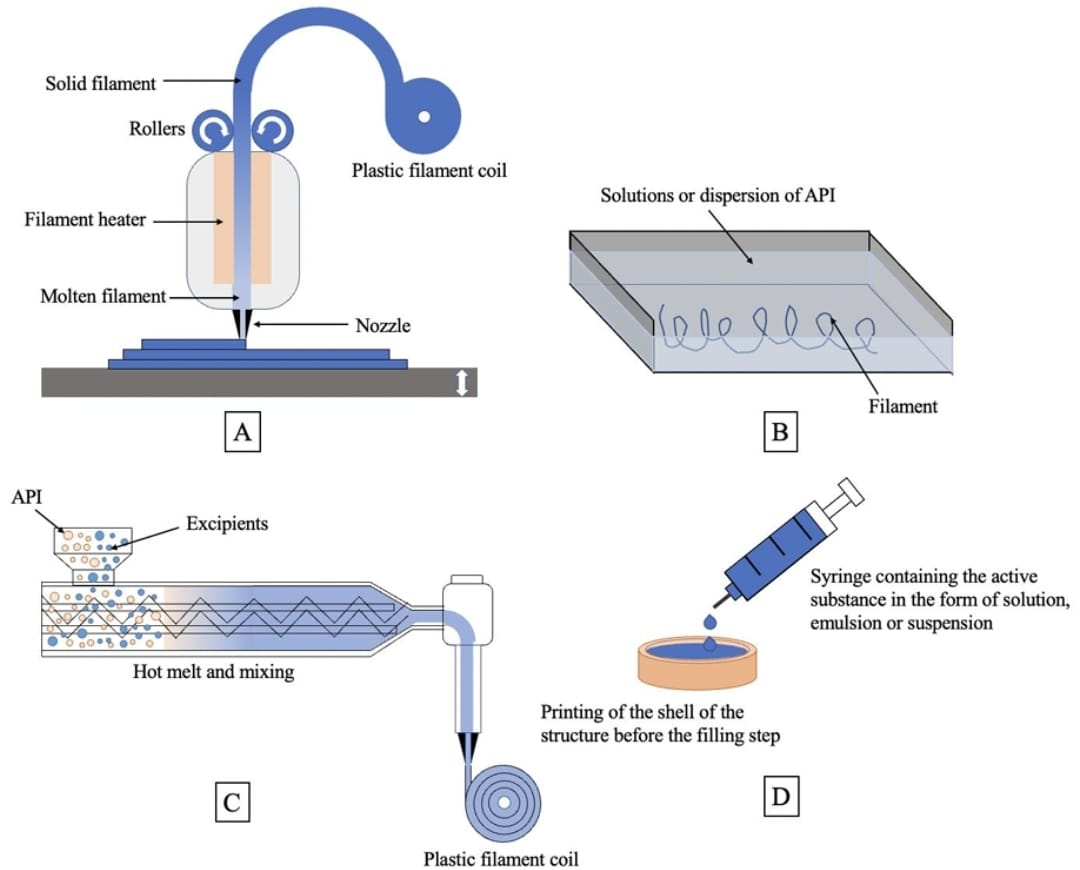 Solid filament
Rollers
Plastic filament coil
Filament heater
Molten filament
Nozzle
A
Solutions or dispersion of API
Filament
B
API
Excipients
Hot melt and mixing
C
Plastic filament coil
Syringe containing the active
substance in the form of solution,
emulsion or suspension
Printing of the shell of the
structure before the filling step
D